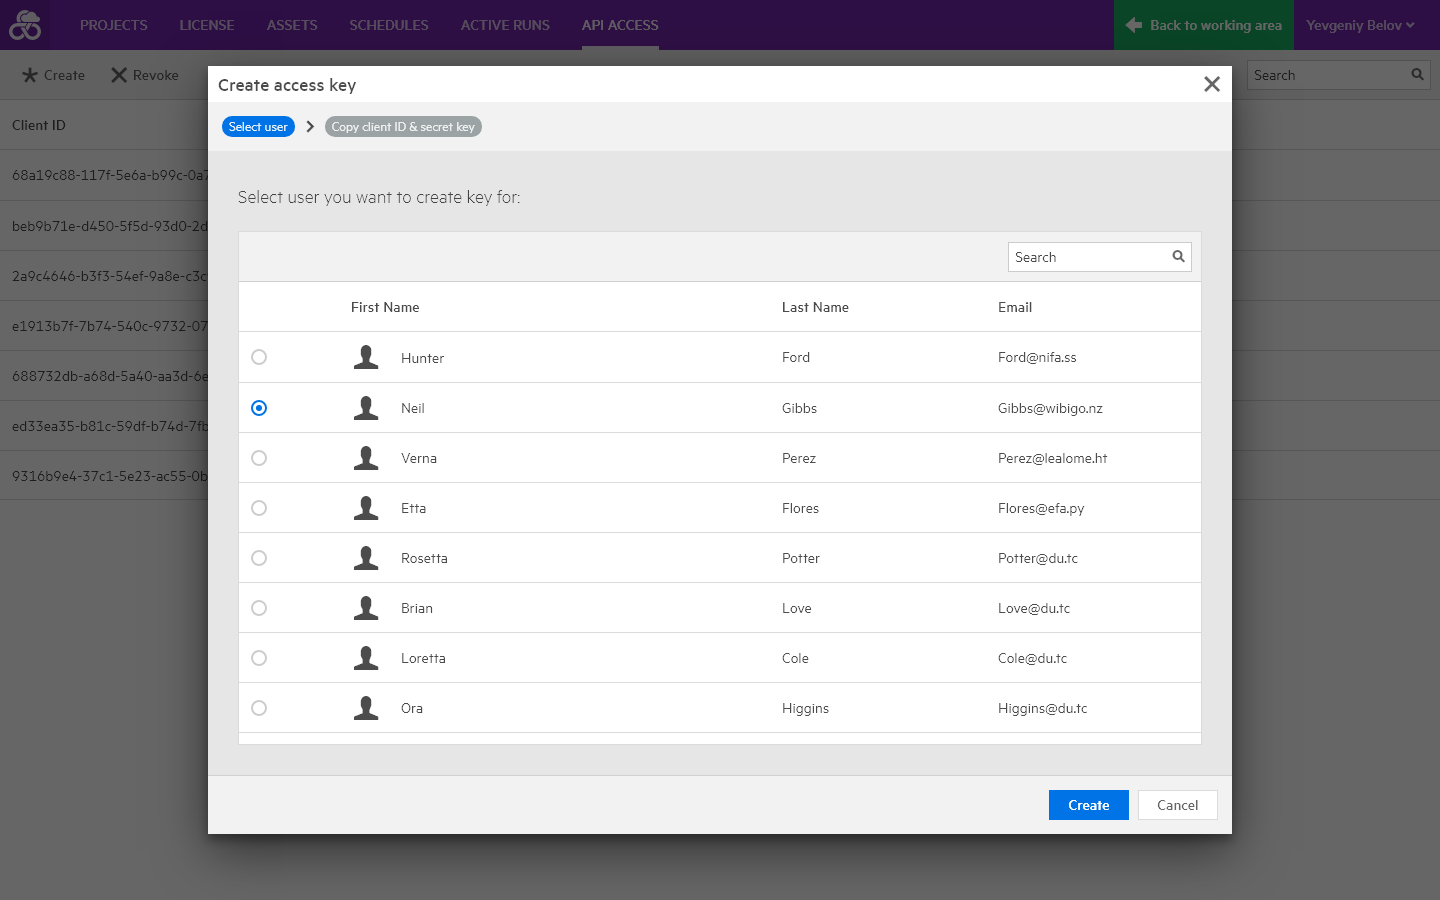 PROJECTS LICENSE ASSETS SCHEDULES ACTIVE RUNS API ACCESS Back to working area Yevgeniy Belov
Create Revoke Search
Client ID
68a19c88-117f-5e6a-b99c-0a7
beb9b71e-d450-5f5d-93d0-2d
2a9c4646-b3f3-54ef-9a8e-c3c
e1913b7f-7b74-540c-9732-07
688732db-a68d-5a40-aa3d-6e
ed33ea35-b81c-59df-b74d-7fb
9316b9e4-37c1-5e23-ac55-0b
Create access key
Select user Copy client ID & secret key
Select user you want to create key for:
Search
First Name Last Name Email
Hunter Ford Ford@nifa.ss
Neil Gibbs Gibbs@wibigo.nz
Verna Perez Perez@lealome.ht
Etta Flores Flores@efa.py
Rosetta Potter Potter@du.tc
Brian Love Love@du.tc
Loretta Cole Cole@du.tc
Ora Higgins Higgins@du.tc
Create Cancel